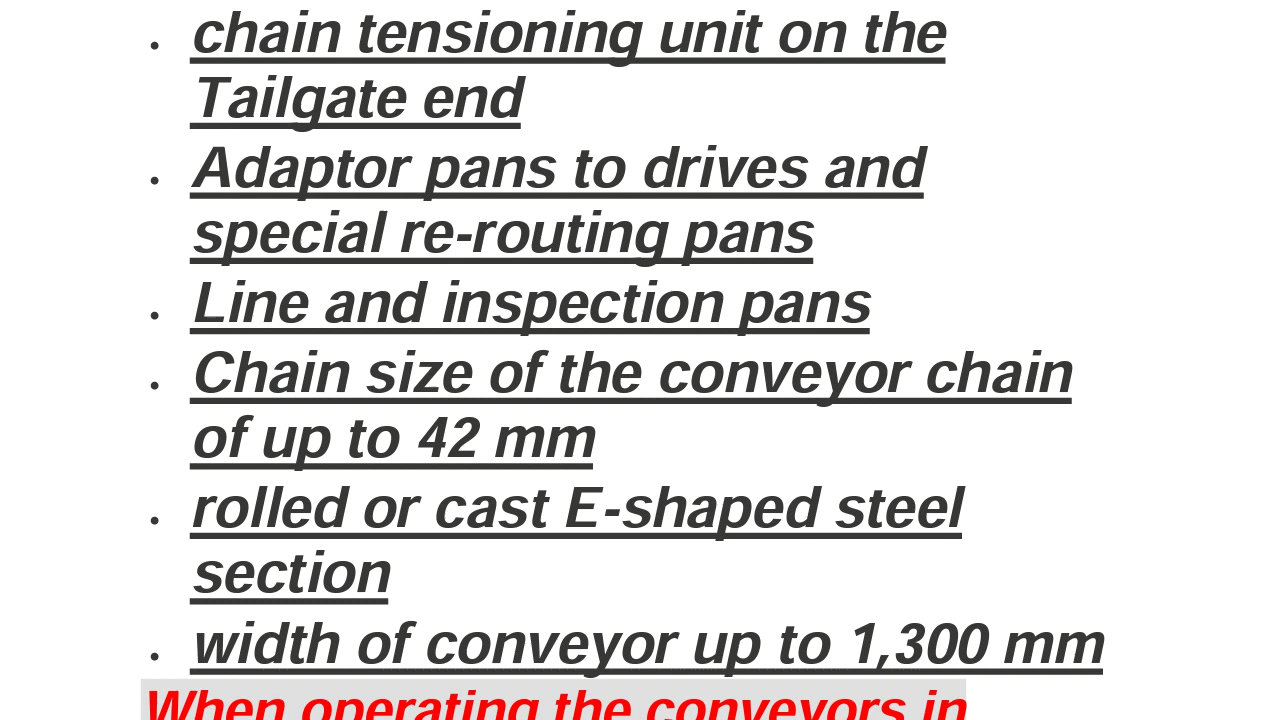 • chain tensioning unit on the
Tailgate end
• Adaptor pans to drives and
special re-routing pans
• Line and inspection pans
• Chain size of the conveyor chain
of up to 42 mm
• rolled or cast E-shaped steel
section
• width of conveyor up to 1,300 mm
When operating the conveyors in